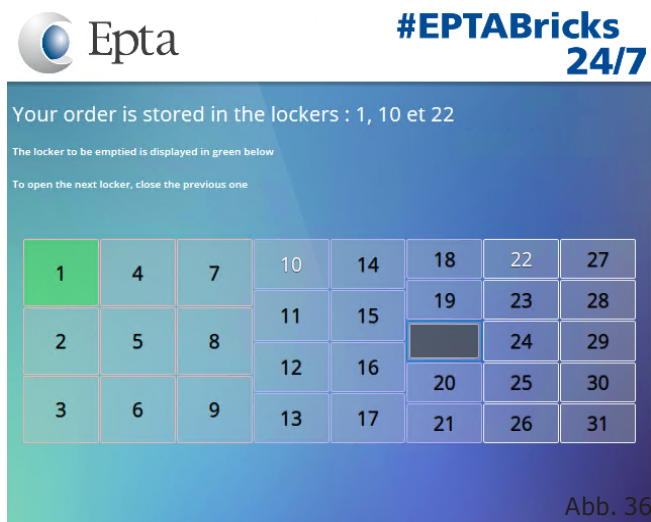 Epta
#EPTABricks
24/7
Your order is stored in the lockers : 1, 10 et 22
The locker to be emptied is displayed in green below
To open the next locker, close the previous one
1 4 7 10 14 18 22 27
11 15 19 23 28
2 5 8 24 29
12 16 20 25 30
3 6 9 13 17 21 26 31
Abb. 36